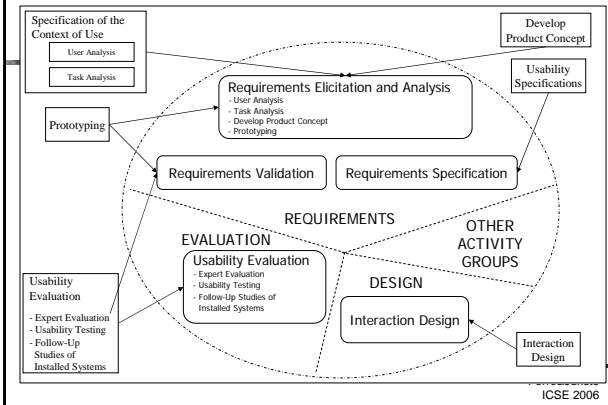 Specification of the
Context of Use
User Analysis
Task Analysis
Develop
Product Concept
Usability
Specifications
Prototyping
Requirements Elicitation and Analysis
- User Analysis
- Task Analysis
- Develop Product Concept
- Prototyping
Requirements Validation
Requirements Specification
REQUIREMENTS
EVALUATION
OTHER
ACTIVITY
GROUPS
Usability Evaluation
- Expert Evaluation
- Usability Testing
- Follow-Up Studies of
Installed Systems
DESIGN
Interaction Design
Usability
Evaluation
- Expert Evaluation
- Usability Testing
- Follow-Up
Studies of
Installed Systems
Interaction
Design
ICSE 2006